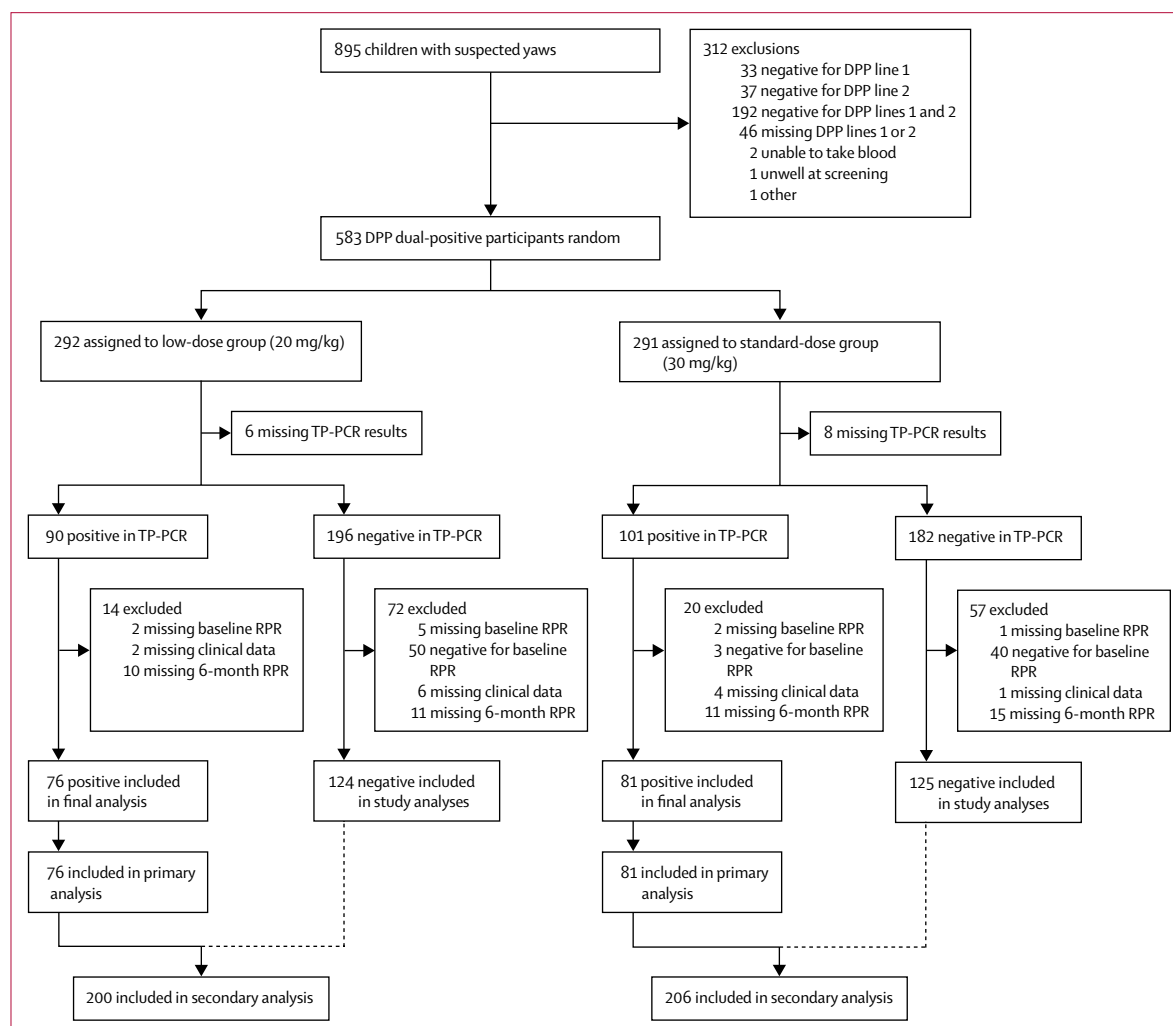 895 children with suspected yaws
312 exclusions
33 negative for DPP line 1
37 negative for DPP line 2
192 negative for DPP lines 1 and 2
46 missing DPP lines 1 or 2
2 unable to take blood
1 unwell at screening
1 other
583 DPP dual-positive participants random
292 assigned to low-dose group (20 mg/kg)
291 assigned to standard-dose group
(30 mg/kg)
6 missing TP-PCR results
8 missing TP-PCR results
90 positive in TP-PCR
196 negative in TP-PCR
101 positive in TP-PCR
182 negative in TP-PCR
14 excluded
2 missing baseline RPR
2 missing clinical data
10 missing 6-month RPR
72 excluded
5 missing baseline RPR
50 negative for baseline
RPR
6 missing clinical data
11 missing 6-month RPR
20 excluded
2 missing baseline RPR
3 negative for baseline
RPR
4 missing clinical data
11 missing 6-month RPR
57 excluded
1 missing baseline RPR
40 negative for baseline
RPR
1 missing clinical data
15 missing 6-month RPR
76 positive included
in final analysis
124 negative included
in study analyses
81 positive included
in final analysis
125 negative included
in study analyses
76 included in primary
analysis
81 included in primary
analysis
200 included in secondary analysis
206 included in secondary analysis